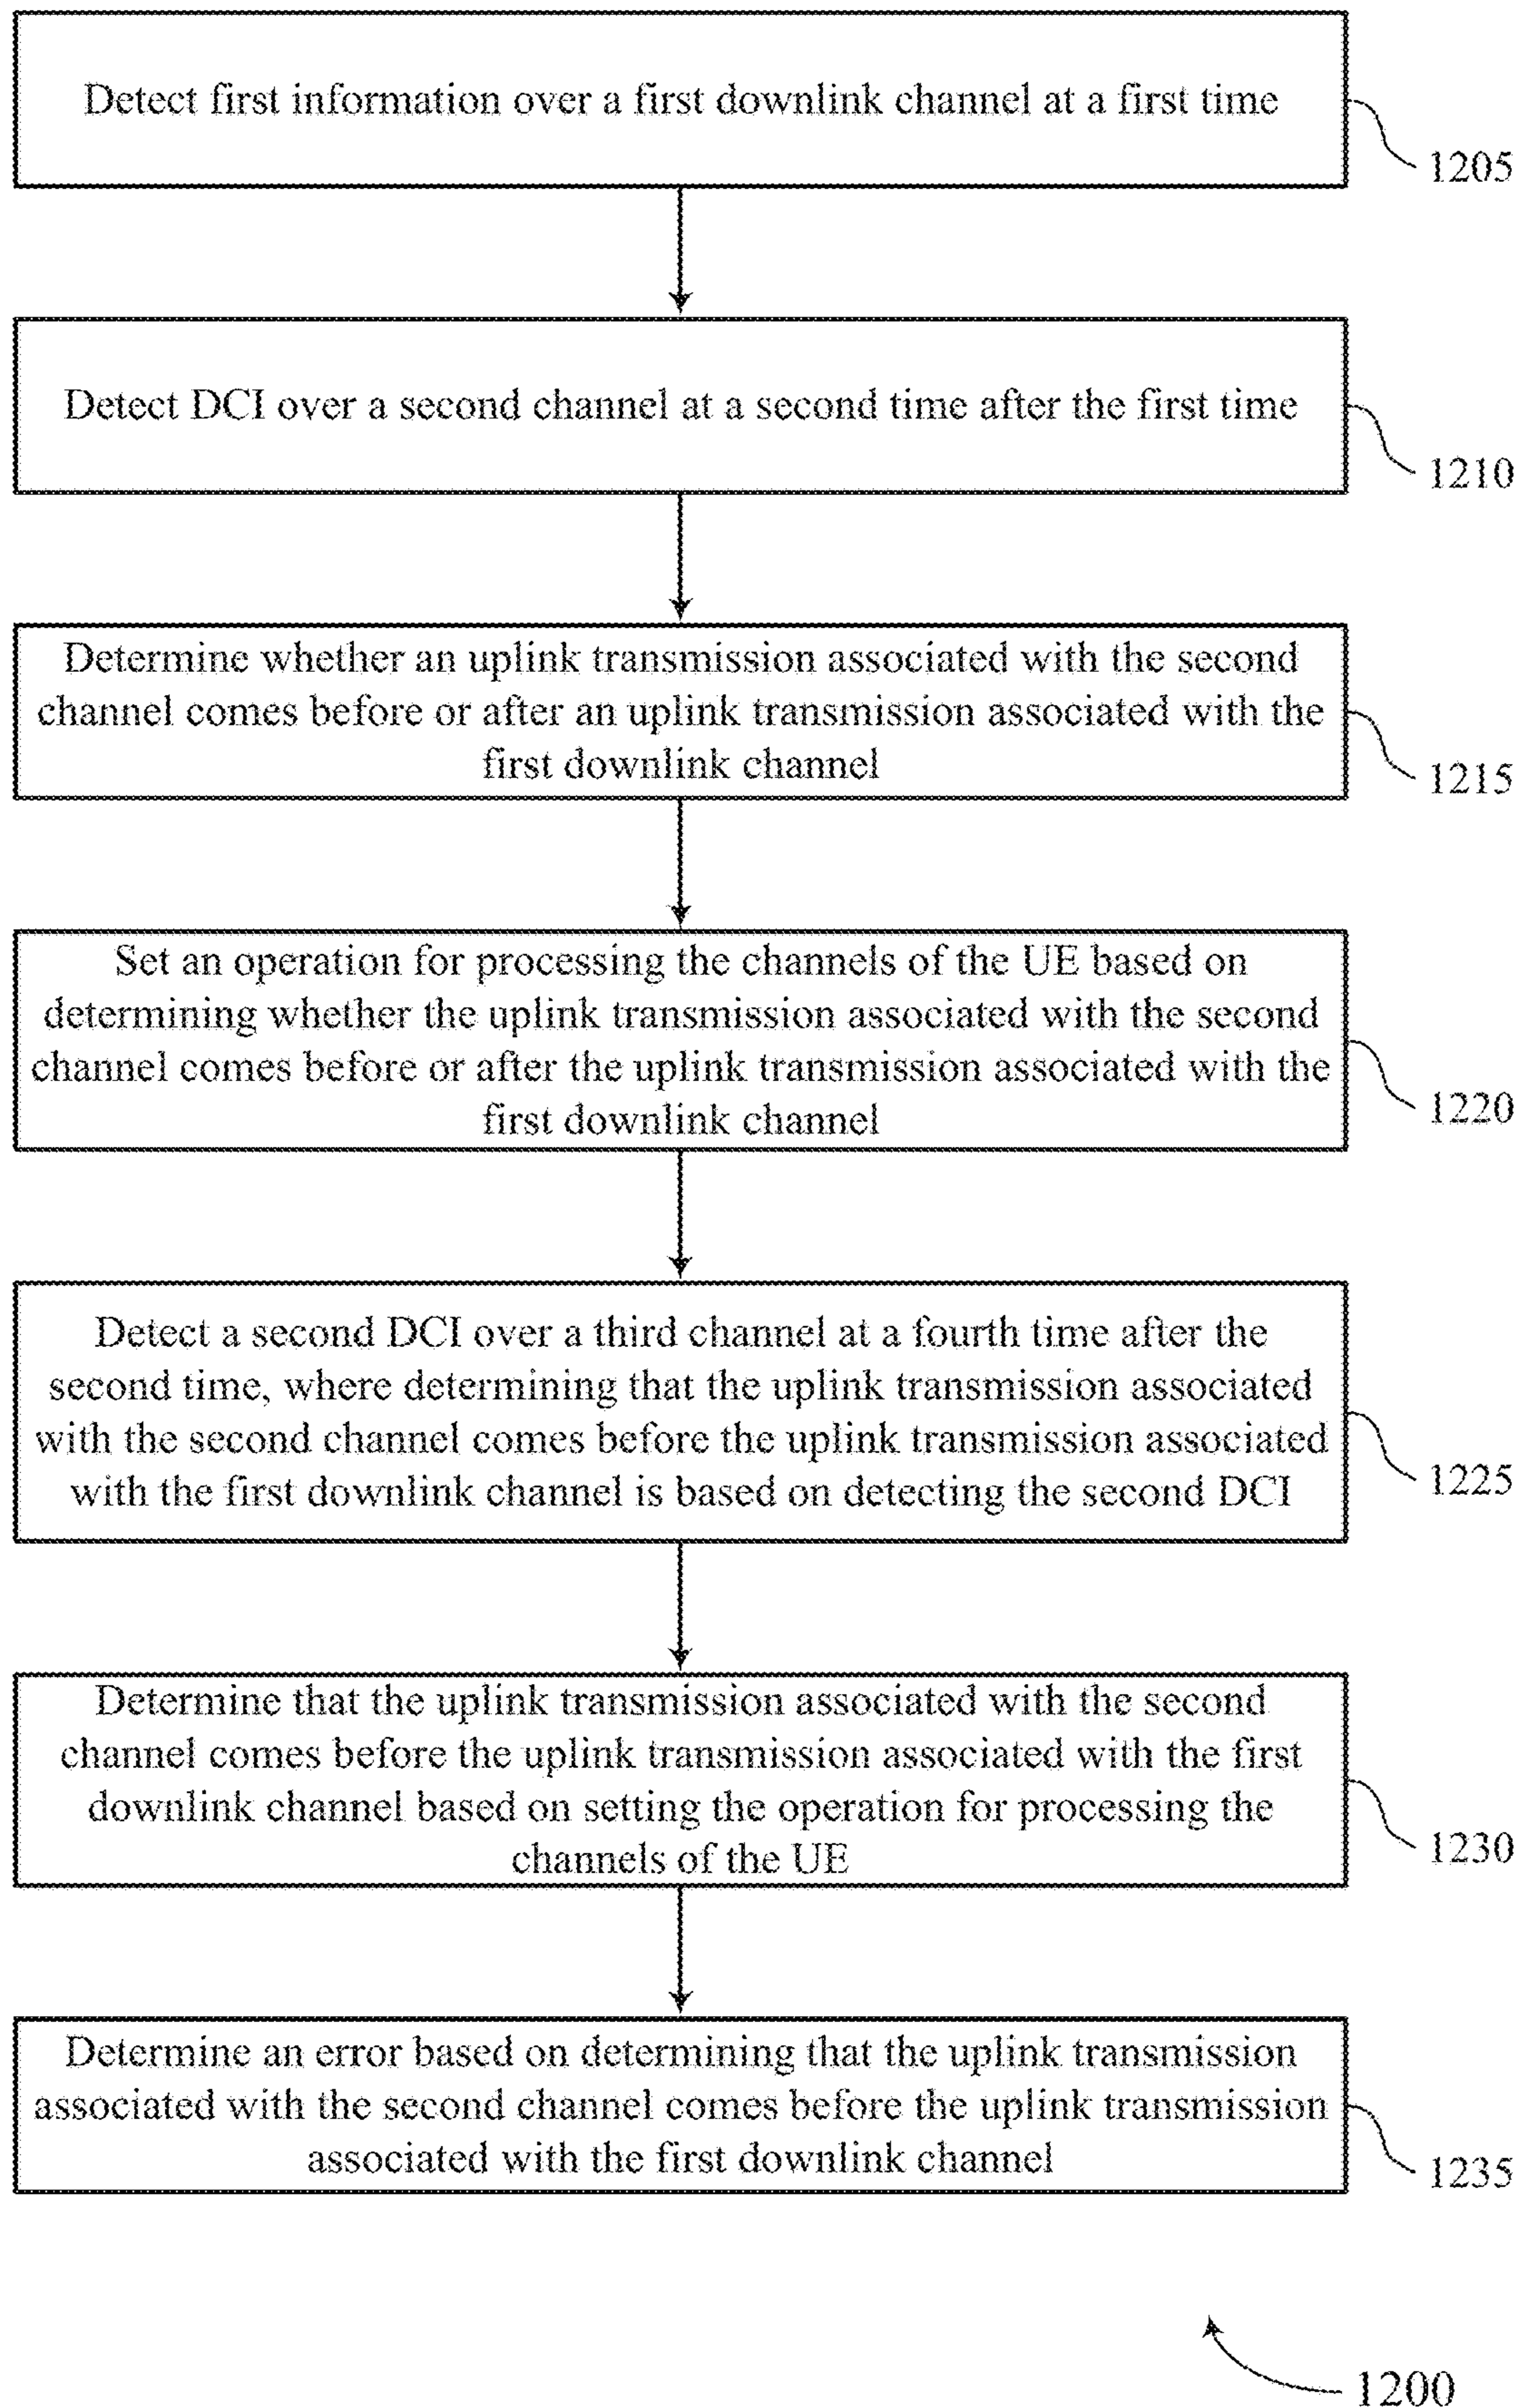 Detect first information over a first downlink channel at a first time
1205
Detect DCI over a second channel at a second time after the first time
1210
Determine whether an uplink transmission associated with the second
channel comes before or after an uplink transmission associated with the
first downlink channel
1215
Set an operation for processing the channels of the UE based on
determining whether the uplink transmission associated with the second
channel comes before or after the uplink transmission associated with the
first downlink channel
1220
Detect a second DCI over a third channel at a fourth time after the
second time, where determining that the uplink transmission associated
with the second channel comes before the uplink transmission associated
with the first downlink channel is based on detecting the second DCI
1225
Determine that the uplink transmission associated with the second
channel comes before the uplink transmission associated with the first
downlink channel based on setting the operation for processing the
channels of the UE
1230
Determine an error based on determining that the uplink transmission
associated with the second channel comes before the uplink transmission
associated with the first downlink channel
1235
1200